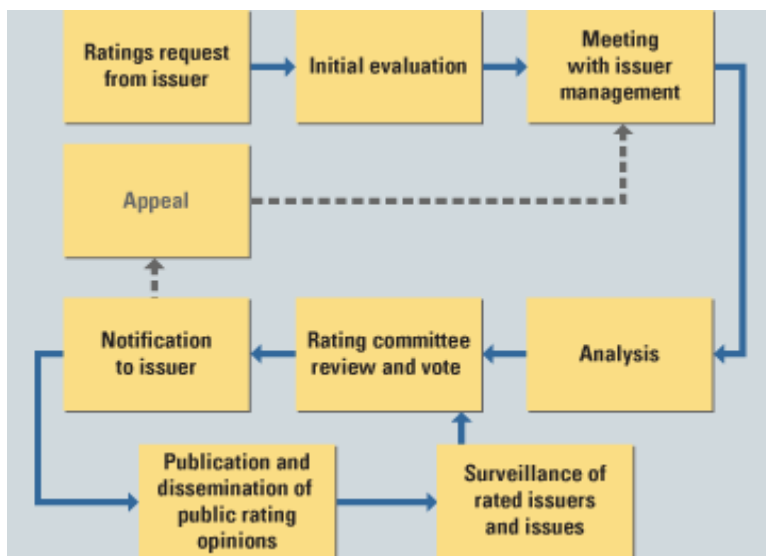 Ratings request
from issuer
Initial evaluation
Meeting
with issuer
management
Appeal
Notification
to issuer
Rating committee
review and vote
Analysis
Publication and
dissemination of
public rating
opinions
Surveillance of
rated issuers
and issues